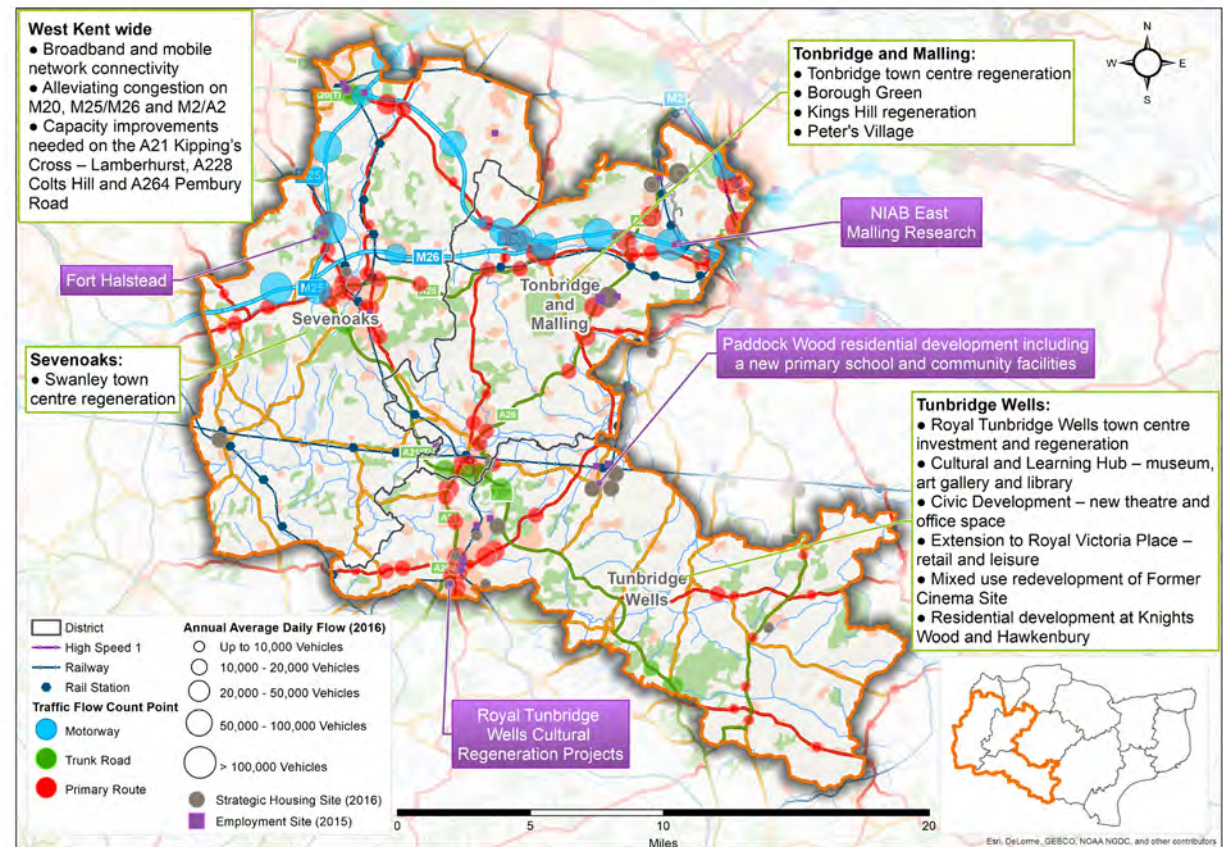 West Kent wide
● Broadband and mobile
network connectivity
● Alleviating congestion on
M20, M25/M26 and M2/A2
● Capacity improvements
needed on the A21 Kipping's
Cross – Lamberhurst, A228
Colts Hill and A264 Pembury
Road
Tonbridge and Malling:
● Tonbridge town centre regeneration
● Borough Green
● Kings Hill regeneration
● Peter's Village
N
W
E
S
M2
NIAB East
Malling Research
Fort Halstead
M26
M25
Sevenoaks
Tonbridge
and
Malling
Sevenoaks:
● Swanley town
centre regeneration
Paddock Wood residential development including
a new primary school and community facilities
A26
Tunbridge Wells:
● Royal Tunbridge Wells town centre
investment and regeneration
● Cultural and Learning Hub – museum,
art gallery and library
● Civic Development – new theatre and
office space
● Extension to Royal Victoria Place –
retail and leisure
● Mixed use redevelopment of Former
Cinema Site
● Residential development at Knights
Wood and Hawkenbury
Tunbridge
Wells
Royal Tunbridge
Wells Cultural
Regeneration Projects
District
High Speed 1
Railway
Rail Station
Traffic Flow Count Point
Motorway
Trunk Road
Primary Route
Annual Average Daily Flow (2016)
Up to 10,000 Vehicles
10,000 - 20,000 Vehicles
20,000 - 50,000 Vehicles
50,000 - 100,000 Vehicles
> 100,000 Vehicles
Strategic Housing Site (2016)
Employment Site (2015)
0 5 10 20
Miles
Esri, DeLorme, GEBCO, NOAA NGDC, and other contributors